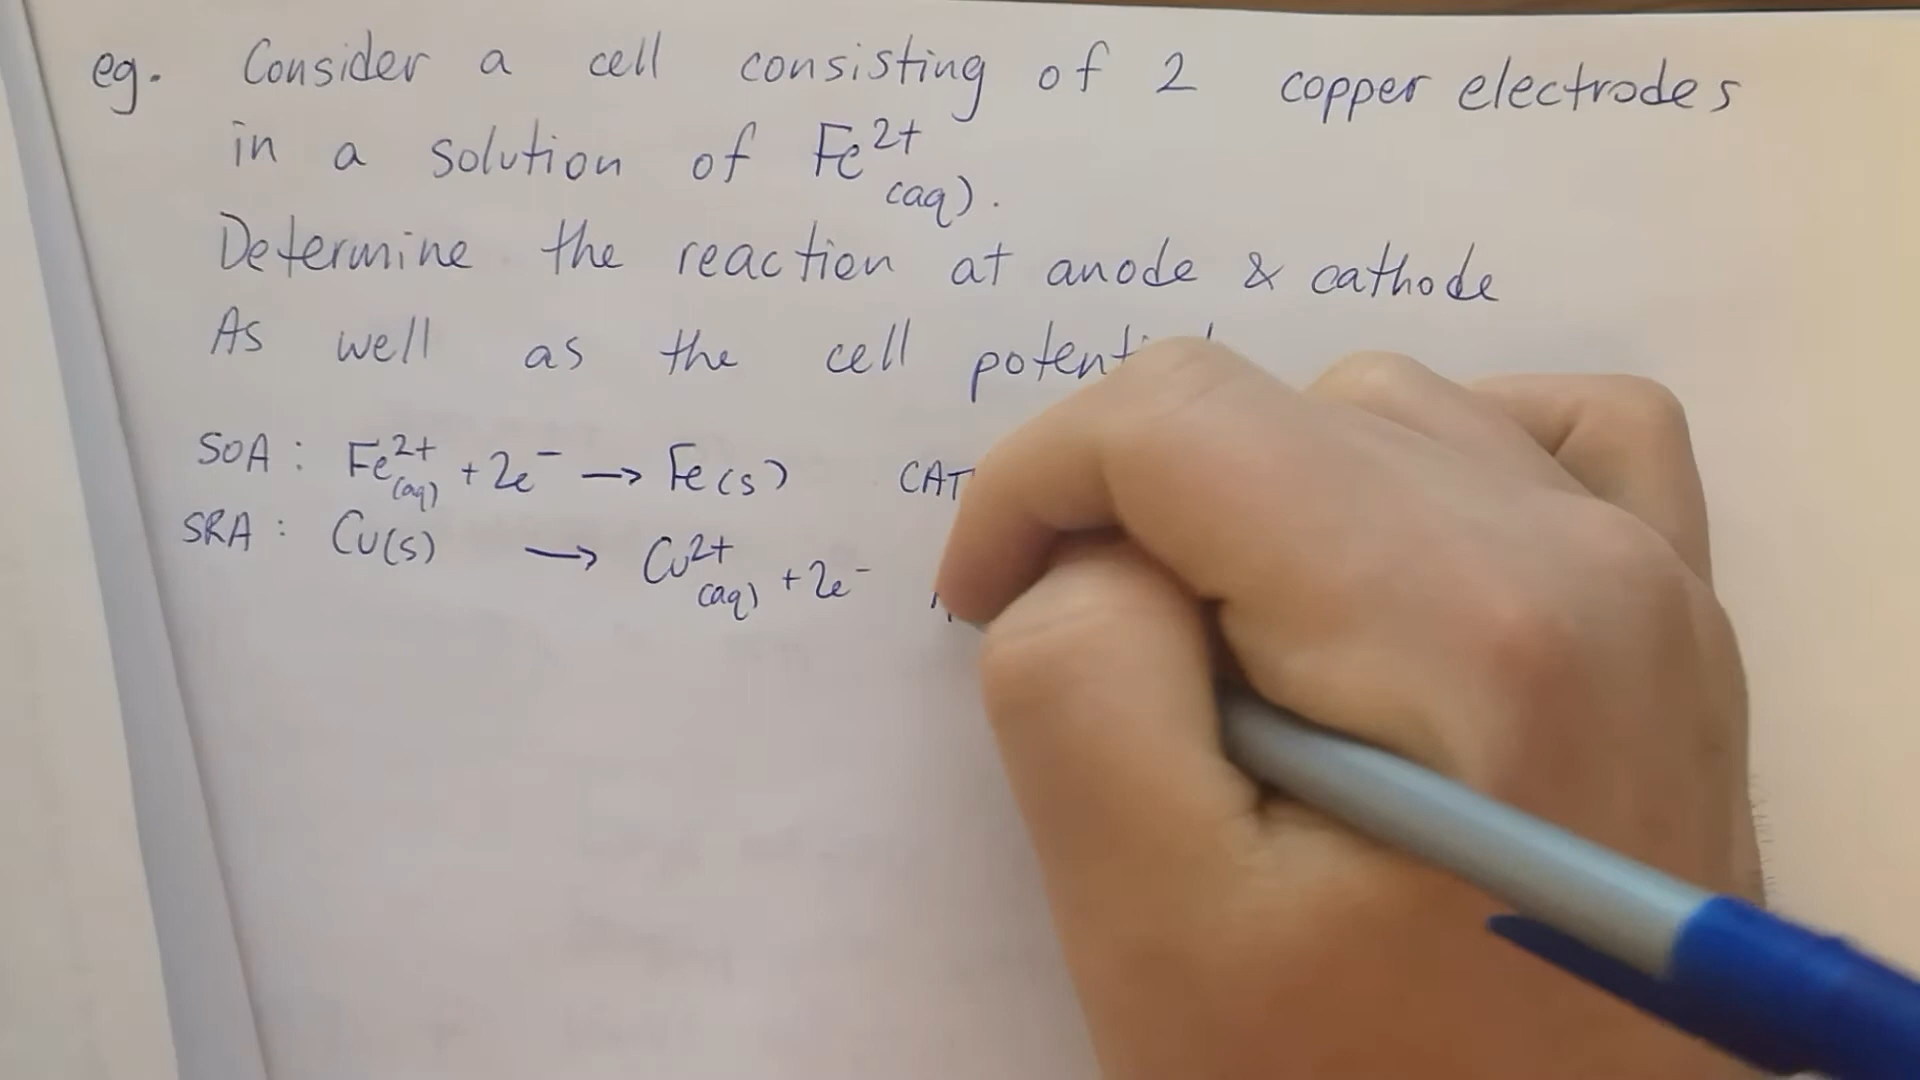 eg. Consider a cell consisting of 2 copper electrodes
in a solution of Fe²⁺(aq).
Determine the reaction at anode & cathode
As well as the cell
SOA : Fe²⁺(aq) + 2e⁻ → Fe(s)
SRA : Cu(s) → Cu²⁺(aq) + 2e⁻